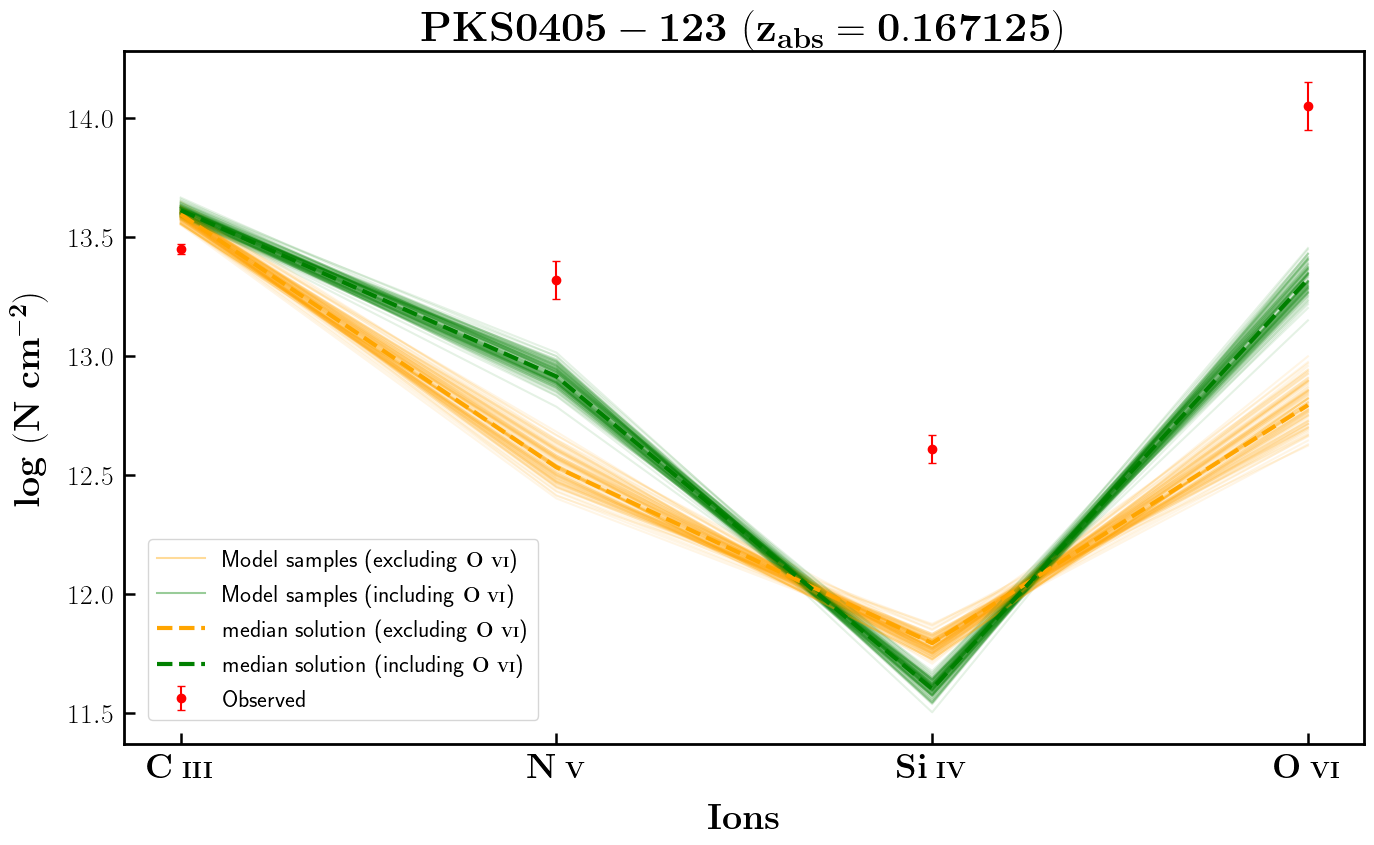 PKS0405 − 123 (z_abs = 0.167125)
log (N cm⁻²)
14.0
13.5
13.0
12.5
12.0
11.5
Model samples (excluding O VI)
Model samples (including O VI)
median solution (excluding O VI)
median solution (including O VI)
Observed
C III N V Si IV O VI
Ions